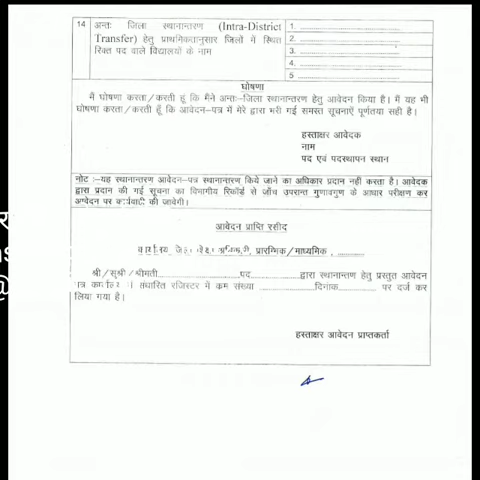 14 अन्तः जिला स्थानान्तरण (Intra-District
Transfer) हेतु प्राथमिकतानुसार जिलों में स्थित
रिक्त पद वाले विद्यालयों के नाम
1.
2.
3.
4.
5
घोषणा
मैं घोषणा करता/करती हूं कि मैंने अन्तः-जिला स्थानान्तरण हेतु आवेदन किया है। मैं यह भी
घोषणा करता/करती हूँ कि आवेदन-पत्र में मेरे द्वारा भरी गई समस्त सूचनाएँ पूर्णतया सही है।
हस्ताक्षर आवेदक
नाम
पद एवं पदस्थापन स्थान
नोट :-यह स्थानान्तरण आवेदन-पत्र स्थानान्तरण किये जाने का अधिकार प्रदान नहीं करता है। आवेदक
द्वारा प्रदान की गई सूचना का विभागीय रिकॉर्ड से जाँच उपरान्त गुणावगुण के आधार परीक्षण कर
आवेदन पर कार्यवाही की जावेगी।
आवेदन प्राप्ति रसीद
प्रारम्भिक/माध्यमिक, ............
श्री/सुश्री/श्रीमती.....................पद.............द्वारा स्थानान्तण हेतु प्रस्तुत आवेदन
संधारित रजिस्टर में कम संख्या ...............दिनांक......... पर दर्ज कर
लिया गया है।
हस्ताक्षर आवेदन प्राप्तकर्ता
@